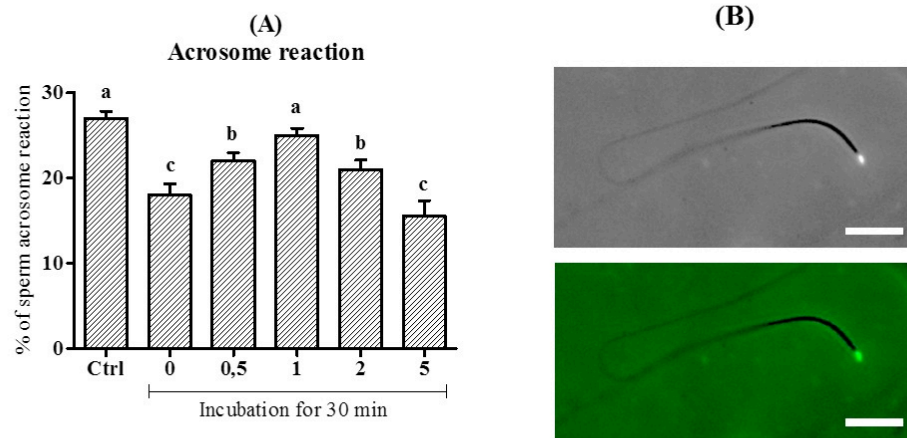 (A)
Acrosome reaction
% of sperm acrosome reaction
30
20
10
0
a
c
b
a
b
c
Ctrl 0 0,5 1 2 5
Incubation for 30 min
(B)